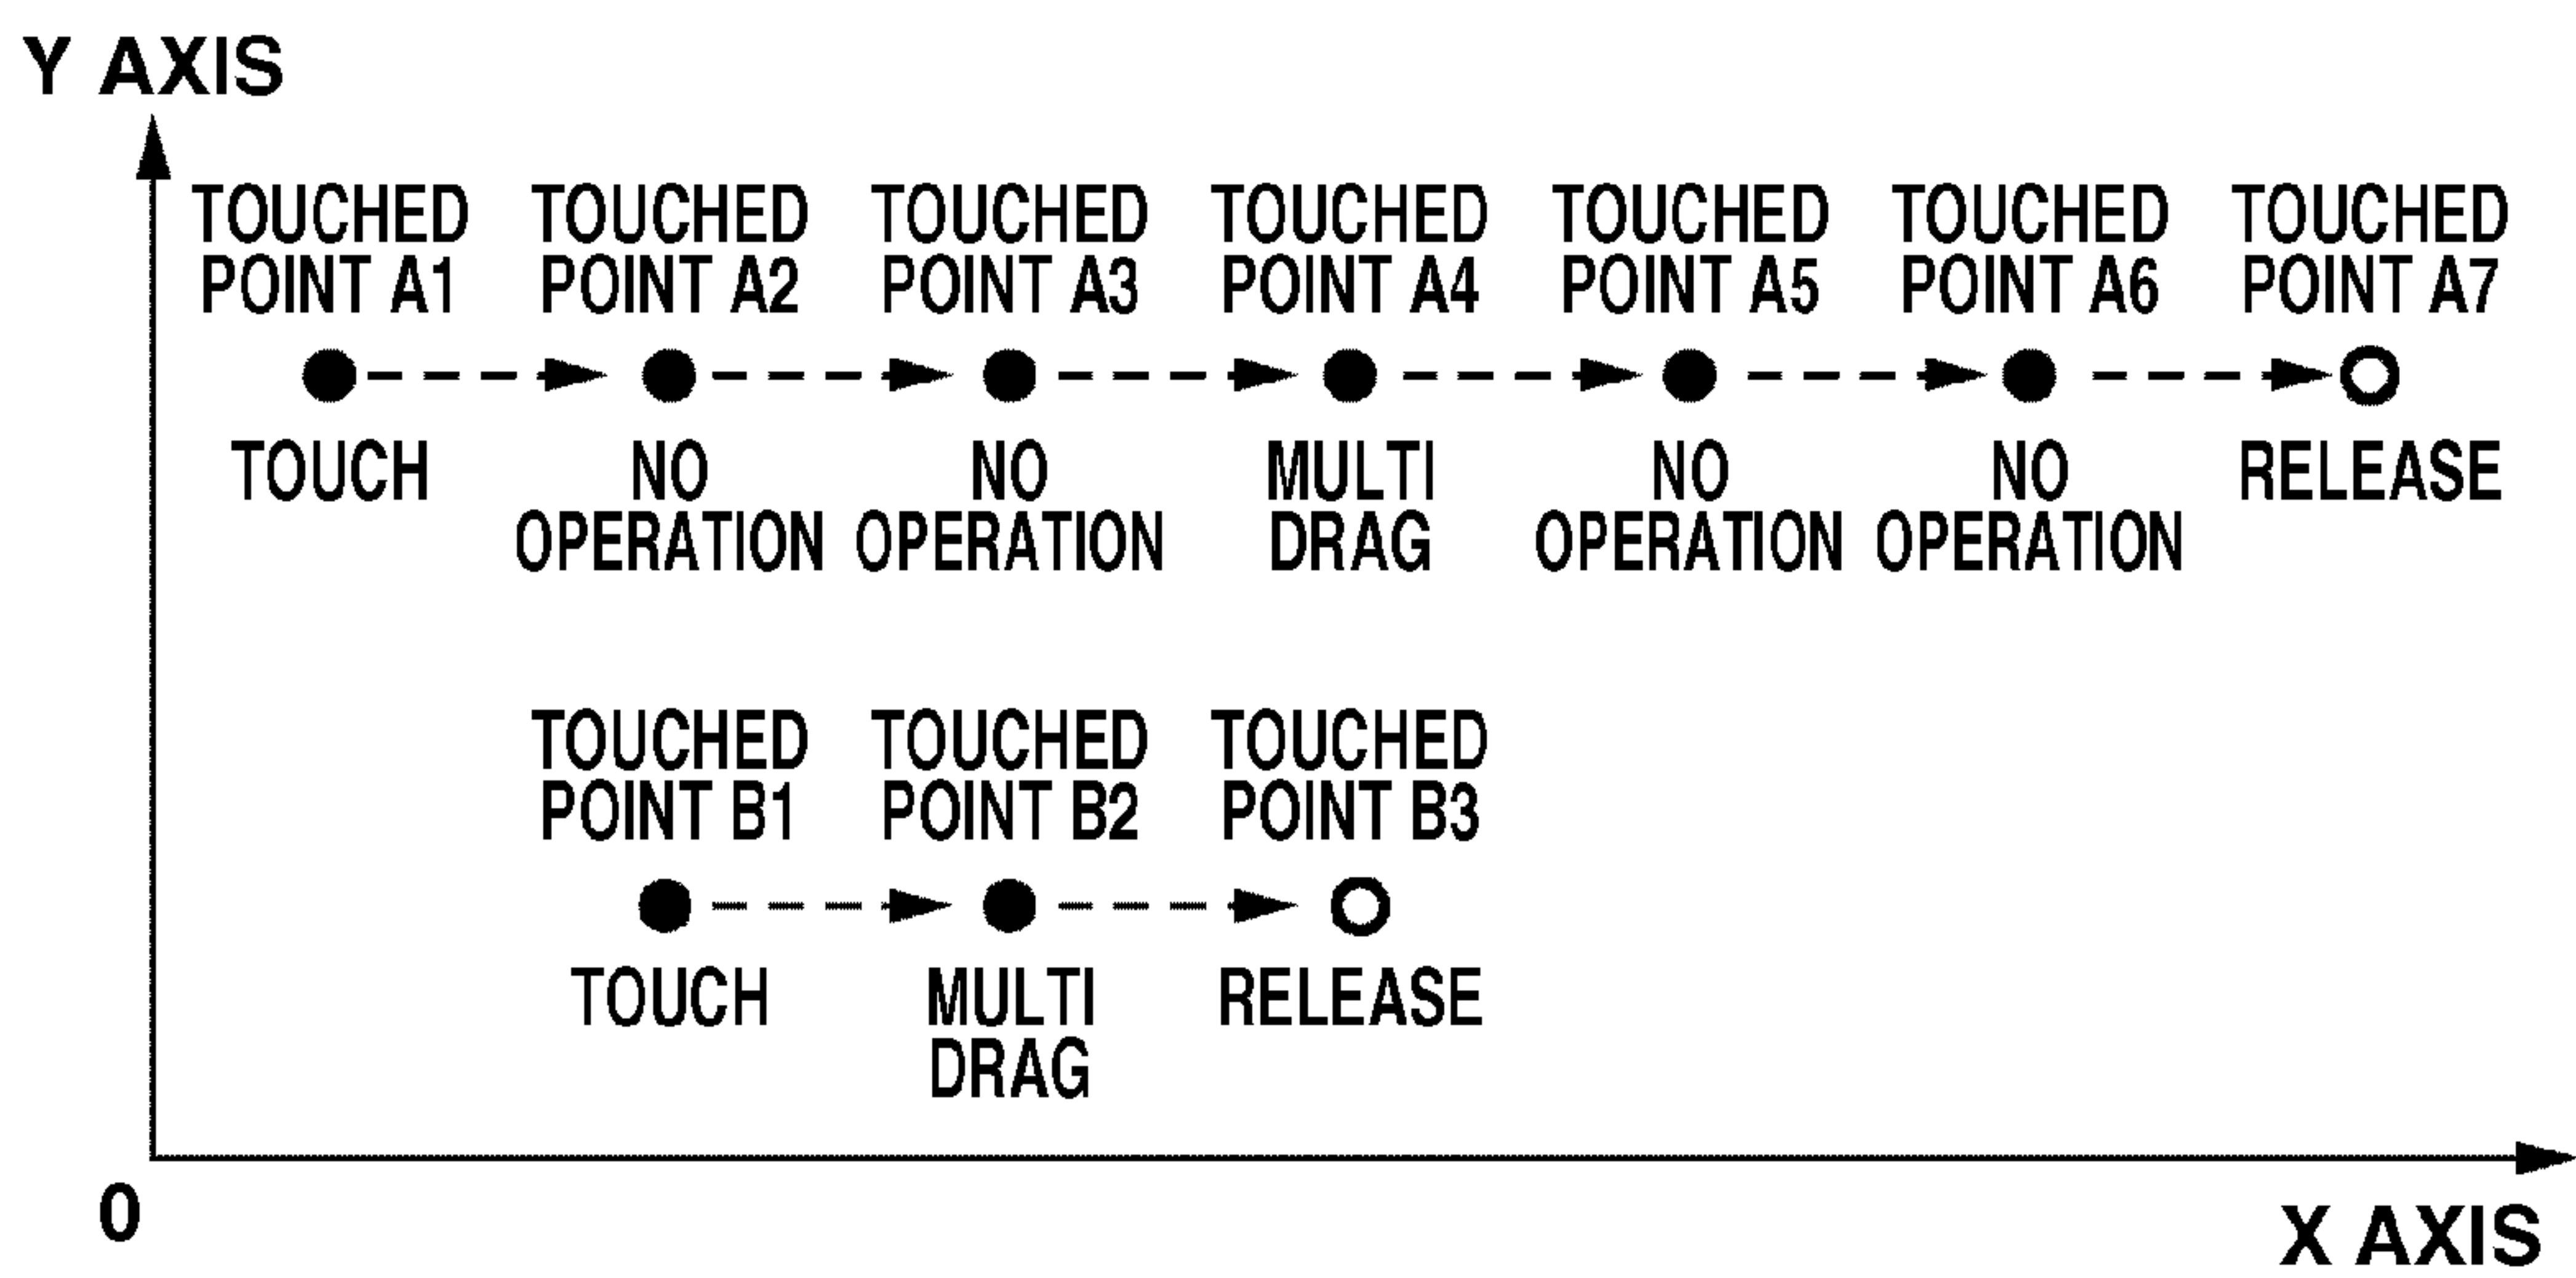 Y AXIS
TOUCHED TOUCHED TOUCHED TOUCHED TOUCHED TOUCHED TOUCHED
POINT A1 POINT A2 POINT A3 POINT A4 POINT A5 POINT A6 POINT A7
TOUCH NO NO MULTI NO NO RELEASE
OPERATION OPERATION DRAG OPERATION OPERATION
TOUCHED TOUCHED TOUCHED
POINT B1 POINT B2 POINT B3
TOUCH MULTI RELEASE
DRAG
0
X AXIS